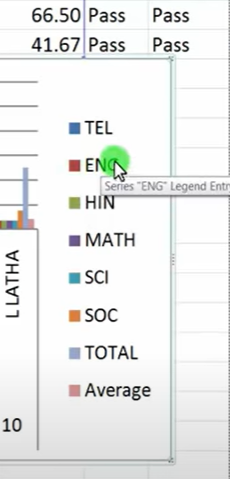 66.50 Pass Pass
41.67 Pass Pass
TEL
ENG
Series "ENG" Legend Entry
HIN
MATH
SCI
SOC
TOTAL
Average
L LATHA
10